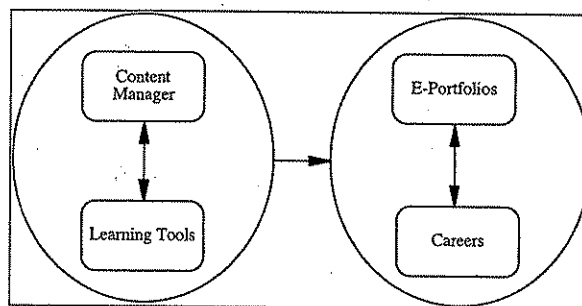 Content
Manager
Learning Tools
E-Portfolios
Careers